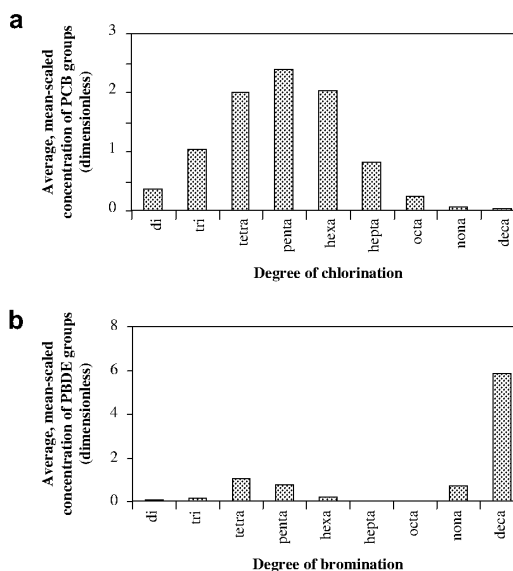 a
Average, mean-scaled
concentration of PCB groups
(dimensionless)
3
2
1
0
di
tri
tetra
penta
hexa
hepta
octa
nona
deca
Degree of chlorination
b
Average, mean-scaled
concentration of PBDE groups
(dimensionless)
8
6
4
2
0
di
tri
tetra
penta
hexa
hepta
octa
nona
deca
Degree of bromination